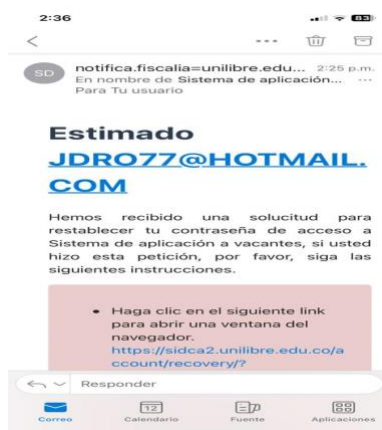 2:36
83
SD
notifica.fiscalia=unilibre.edu... 2:25 p.m.
En nombre de Sistema de aplicación... ...
Para Tu usuario
Estimado
JDRO77@HOTMAIL.
COM
Hemos recibido una solucitud para
restablecer tu contraseña de acceso a
Sistema de aplicación a vacantes, si usted
hizo esta petición, por favor, siga las
siguientes instrucciones.
• Haga clic en el siguiente link
para abrir una ventana del
navegador.
https://sidca2.unilibre.edu.co/a
ccount/recovery/?
Responder
12
Correo Calendario Fuente Aplicaciones